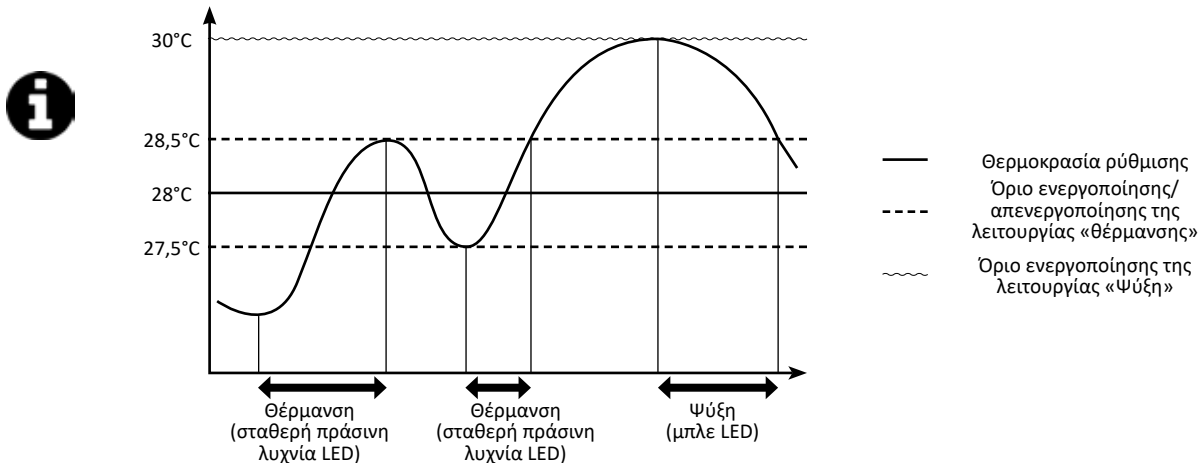 30°C
28,5°C
28°C
27,5°C
Θέρμανση
(σταθερή πράσινη
λυχνία LED)
Θέρμανση
(σταθερή πράσινη
λυχνία LED)
Ψύξη
(μπλε LED)
Θερμοκρασία ρύθμισης
Όριο ενεργοποίησης/
απενεργοποίησης της
λειτουργίας «θέρμανσης»
Όριο ενεργοποίησης της
λειτουργίας «Ψύξη»